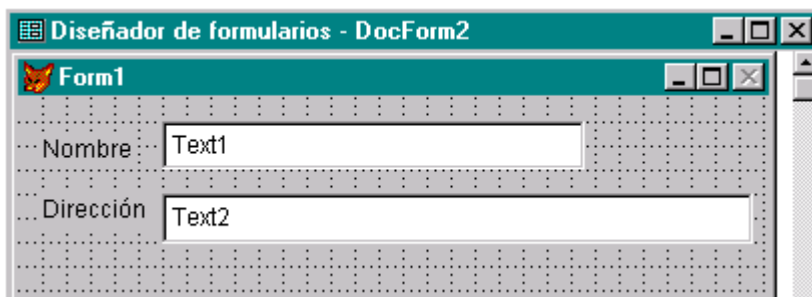 Diseñador de formularios - DocForm2
Form1
Nombre Text1
Dirección Text2